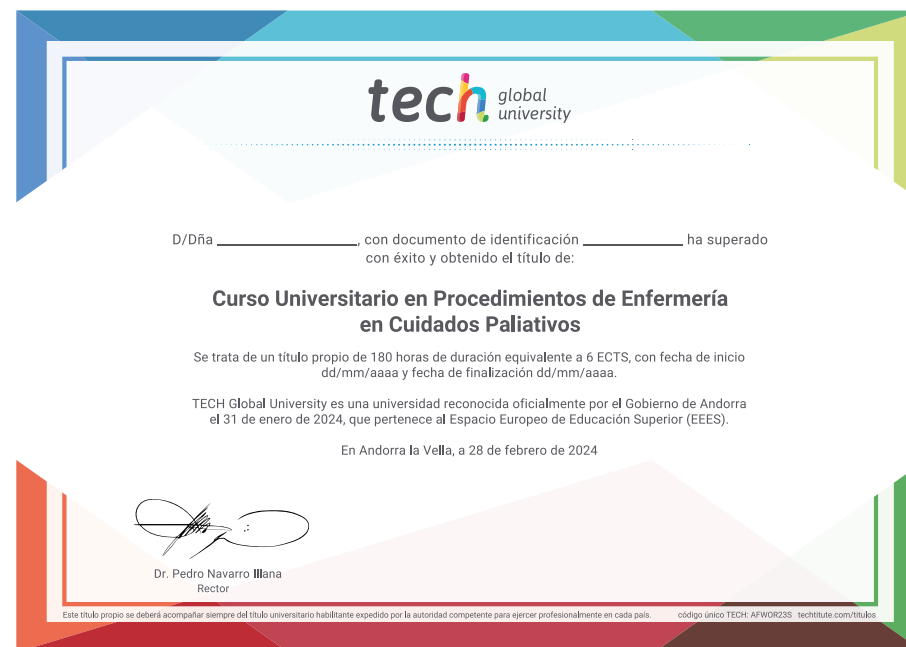 tech global
university
D/Dña ____________________, con documento de identificación ______________ ha superado
con éxito y obtenido el título de:
Curso Universitario en Procedimientos de Enfermería
en Cuidados Paliativos
Se trata de un título propio de 180 horas de duración equivalente a 6 ECTS, con fecha de inicio
dd/mm/aaaa y fecha de finalización dd/mm/aaaa.
TECH Global University es una universidad reconocida oficialmente por el Gobierno de Andorra
el 31 de enero de 2024, que pertenece al Espacio Europeo de Educación Superior (EEES).
En Andorra la Vella, a 28 de febrero de 2024
Dr. Pedro Navarro Illana
Rector
Este título propio se deberá acompañar siempre del título universitario habilitante expedido por la autoridad competente para ejercer profesionalmente en cada país. código único TECH: AFWOR23S techtitute.com/titulos